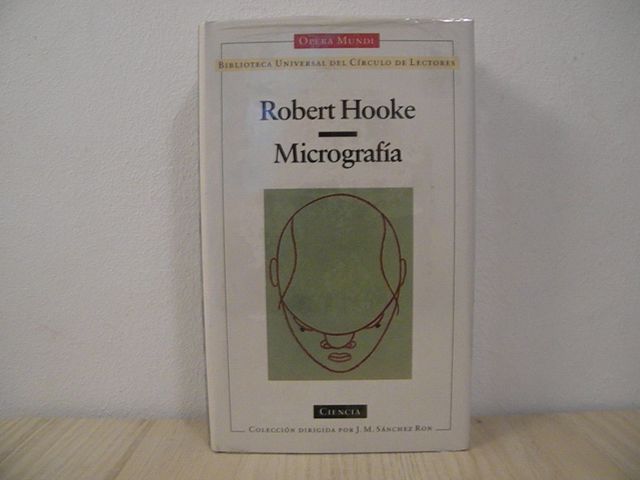 OPERA MUNDI
BIBLIOTECA UNIVERSAL DEL CÍRCULO DE LECTORES
Robert Hooke
Micrografía
CIENCIA
COLECCIÓN DIRIGIDA POR J. M. SÁNCHEZ RON